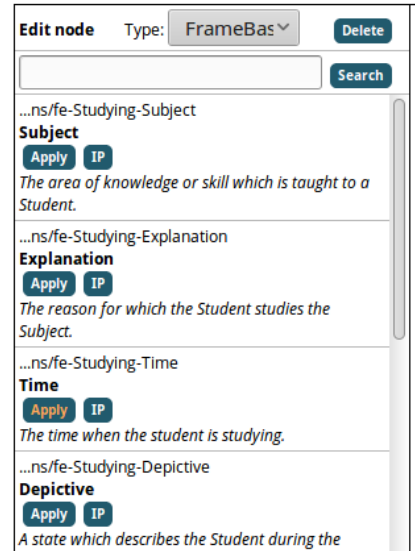 Edit node Type: FrameBas Delete
Search
...ns/fe-Studying-Subject
Subject
Apply IP
The area of knowledge or skill which is taught to a
Student.
...ns/fe-Studying-Explanation
Explanation
Apply IP
The reason for which the Student studies the
Subject.
...ns/fe-Studying-Time
Time
Apply IP
The time when the student is studying.
...ns/fe-Studying-Depictive
Depictive
Apply IP
A state which describes the Student during the